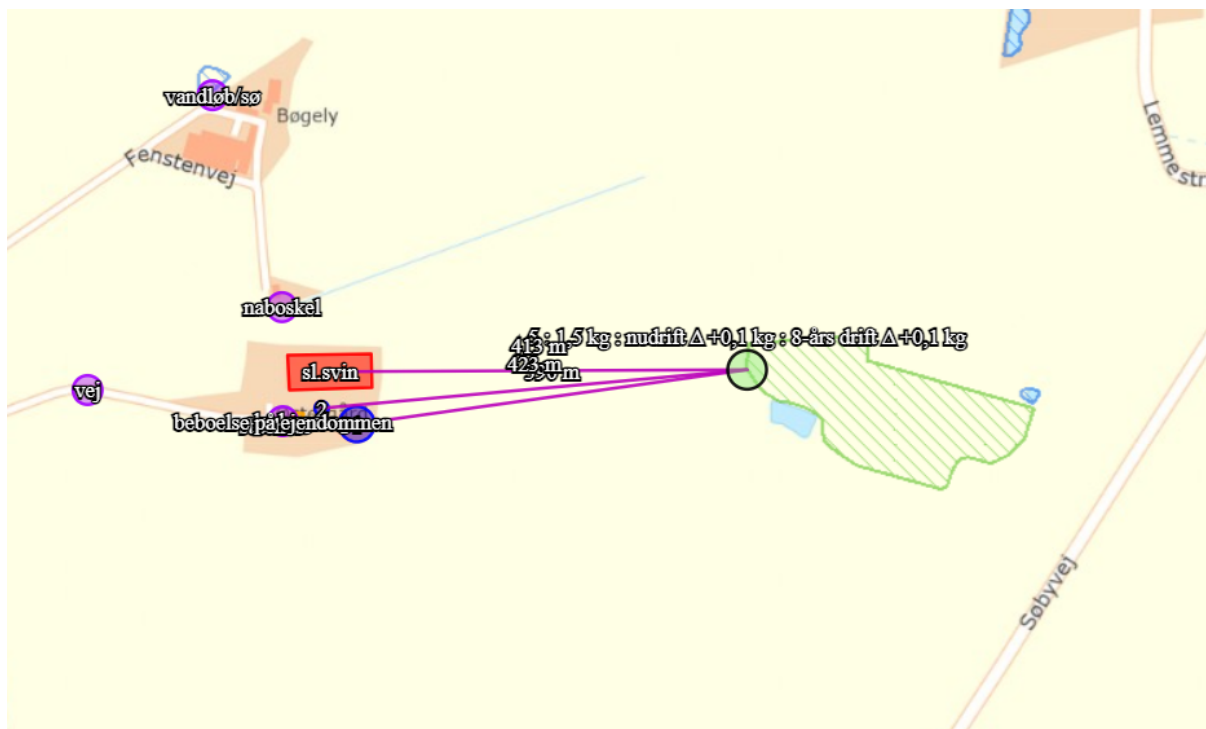 vandløb/sø
Bøgely
Fenstenvej
Lemmestr
naboskel
5 : 1,5 kg : nudrift Δ +0,1 kg : 8-års drift Δ +0,1 kg
413 m
423 m
sl.svin
vej
2
beboelse på ejendommen
Søbyvej